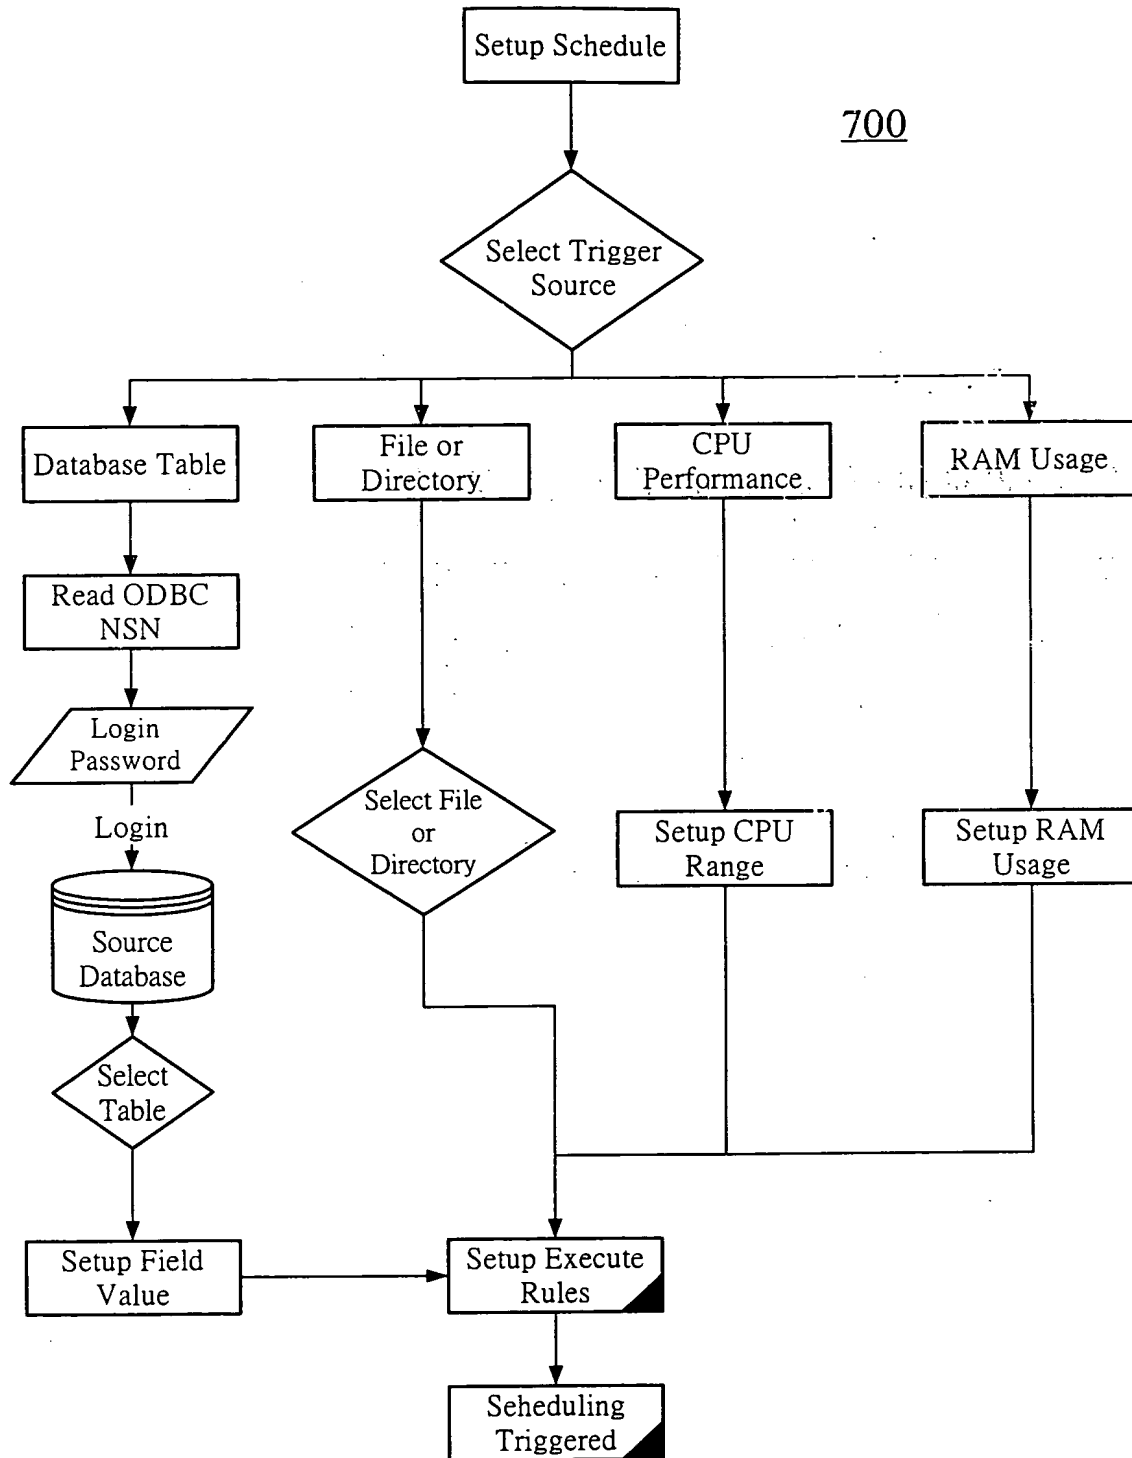 Setup Schedule
700
Select Trigger
Source
Database Table
File or
Directory
CPU
Performance
RAM Usage
Read ODBC
NSN
Login
Password
Login
Select File
or
Directory
Setup CPU
Range
Setup RAM
Usage
Source
Database
Select
Table
Setup Field
Value
Setup Execute
Rules
Seheduling
Triggered